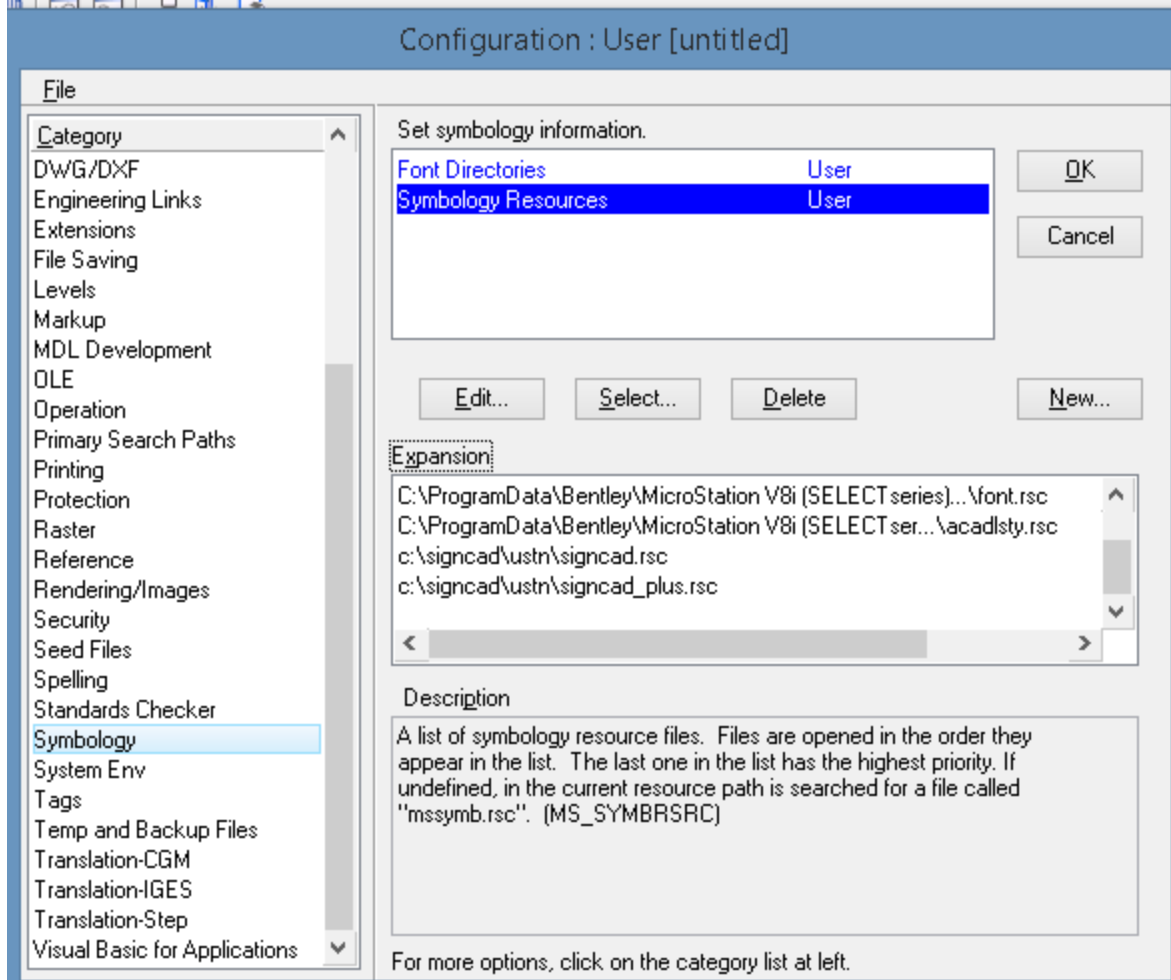 Configuration : User [untitled]
File
Category
DWG/DXF
Engineering Links
Extensions
File Saving
Levels
Markup
MDL Development
OLE
Operation
Primary Search Paths
Printing
Protection
Raster
Reference
Rendering/Images
Security
Seed Files
Spelling
Standards Checker
Symbology
System Env
Tags
Temp and Backup Files
Translation-CGM
Translation-IGES
Translation-Step
Visual Basic for Applications
Set symbology information.
Font Directories User
Symbology Resources User
OK
Cancel
Edit... Select... Delete New...
Expansion
C:\ProgramData\Bentley\MicroStation V8i (SELECTseries)...\font.rsc
C:\ProgramData\Bentley\MicroStation V8i (SELECTser...\acadlsty.rsc
c:\signcad\ustn\signcad.rsc
c:\signcad\ustn\signcad_plus.rsc
Description
A list of symbology resource files.  Files are opened in the order they
appear in the list.  The last one in the list has the highest priority. If
undefined, in the current resource path is searched for a file called
"mssymb.rsc".  (MS_SYMBRSRC)
For more options, click on the category list at left.